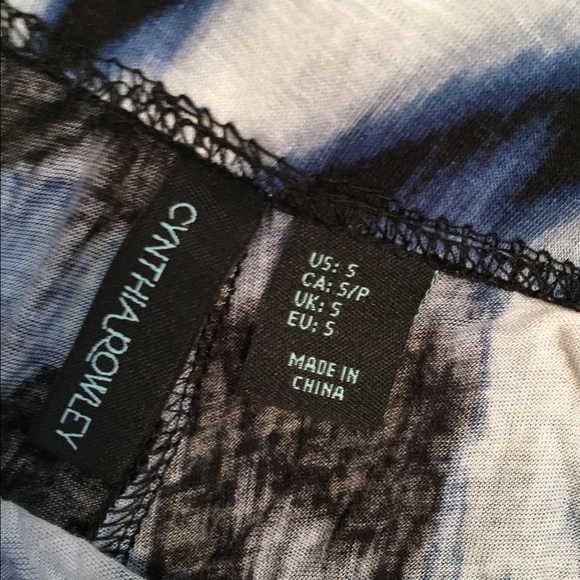 CYNTHIA ROWLEY
US: S
CA: S/P
UK: S
EU: S
MADE IN
CHINA